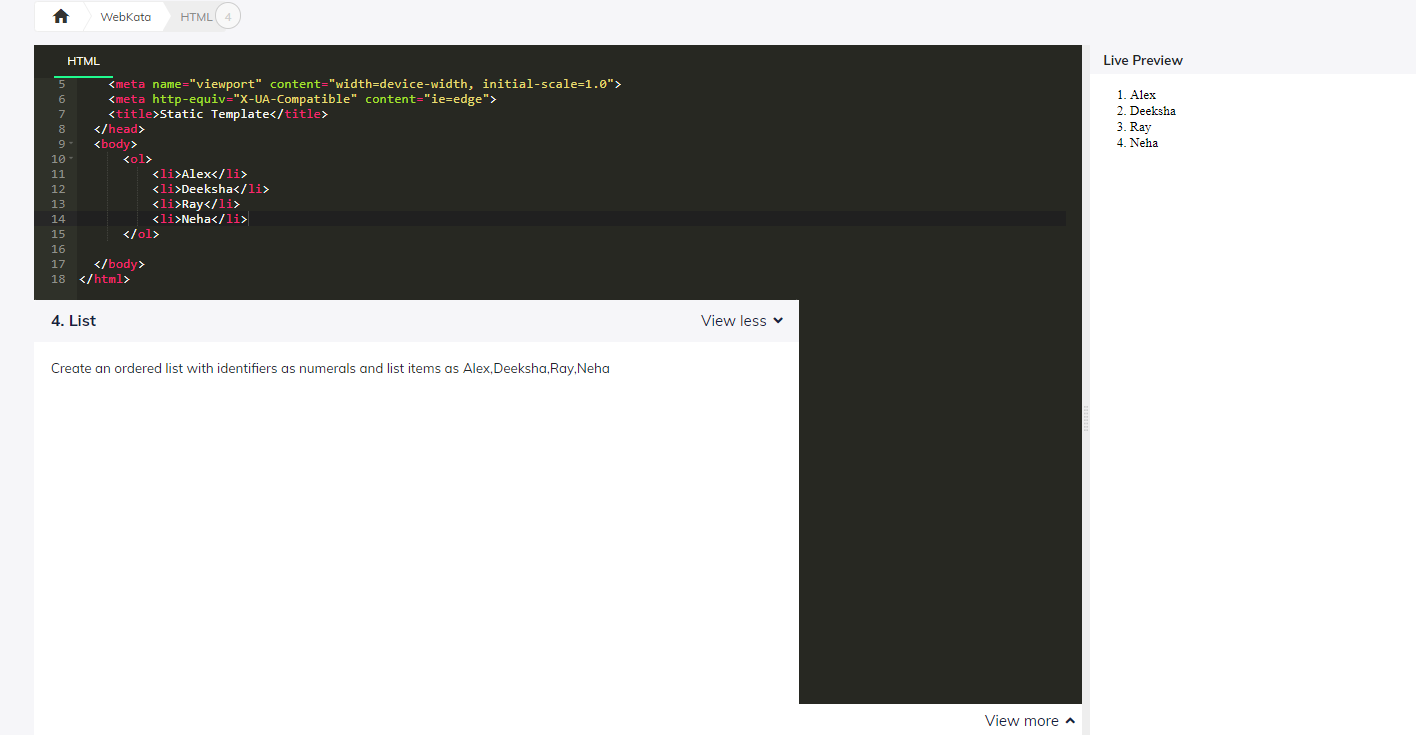 WebKata
HTML
4
HTML
5 <meta name="viewport" content="width=device-width, initial-scale=1.0">
6 <meta http-equiv="X-UA-Compatible" content="ie=edge">
7 <title>Static Template</title>
8 </head>
9 <body>
10 <ol>
11 <li>Alex</li>
12 <li>Deeksha</li>
13 <li>Ray</li>
14 <li>Neha</li>
15 </ol>
16
17 </body>
18 </html>
4. List
View less
Create an ordered list with identifiers as numerals and list items as Alex,Deeksha,Ray,Neha
View more
Live Preview
1. Alex
2. Deeksha
3. Ray
4. Neha